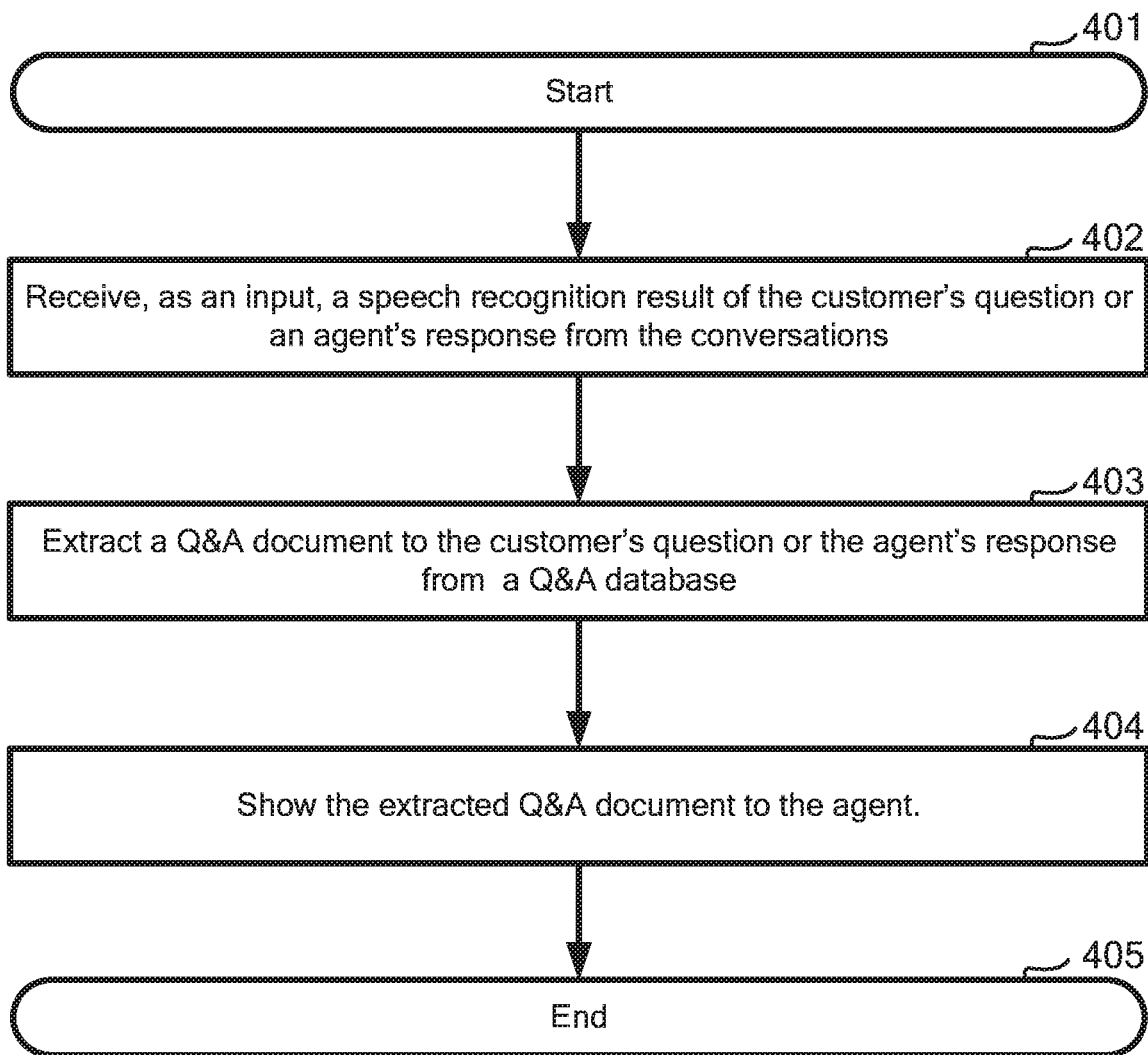 401
Start
402
Receive, as an input, a speech recognition result of the customer's question or
an agent's response from the conversations
403
Extract a Q&A document to the customer's question or the agent's response
from a Q&A database
404
Show the extracted Q&A document to the agent.
405
End